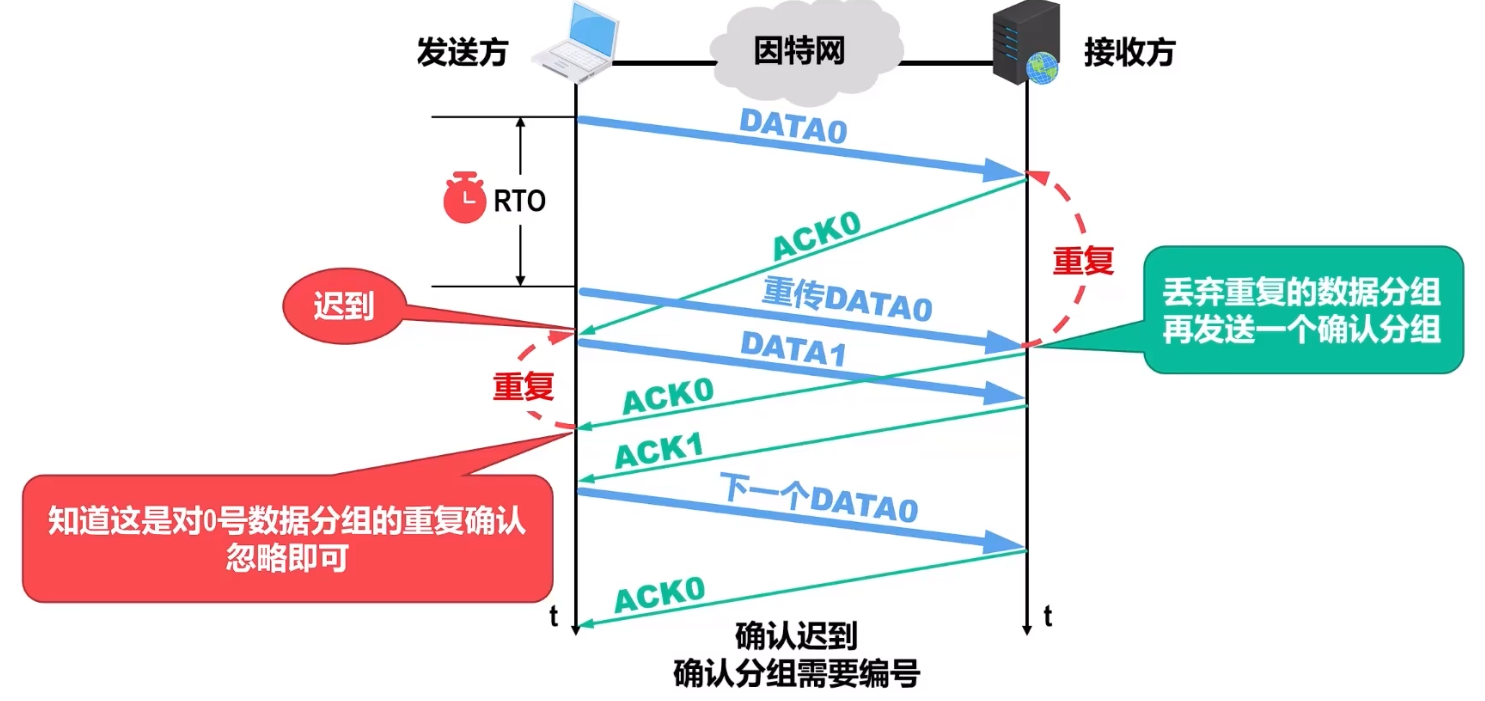 发送方
因特网
接收方
DATA0
RTO
ACK0
重复
迟到
重传DATA0
丢弃重复的数据分组
再发送一个确认分组
DATA1
重复
ACK0
ACK1
下一个DATA0
知道这是对0号数据分组的重复确认
忽略即可
ACK0
t
t
确认迟到
确认分组需要编号